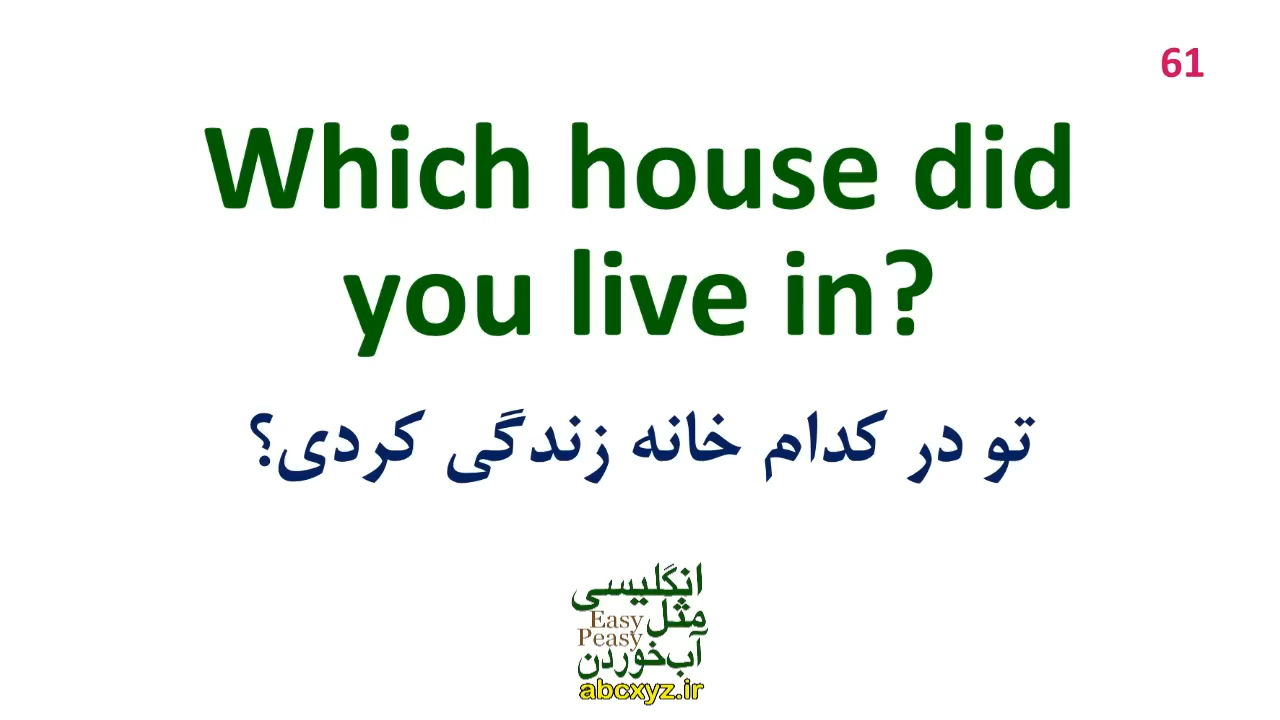 61
Which house did
you live in?
تو در کدام خانه زندگی کردی؟
انگلیسی
مثل
Easy
Peasy
آب‌خوردن
abcxyz.ir